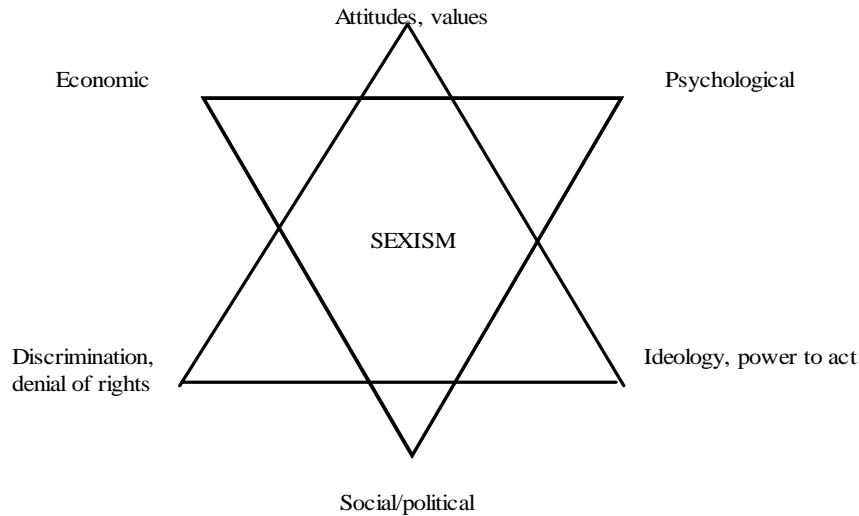 Attitudes, values
Economic
Psychological
SEXISM
Discrimination,
denial of rights
Ideology, power to act
Social/political